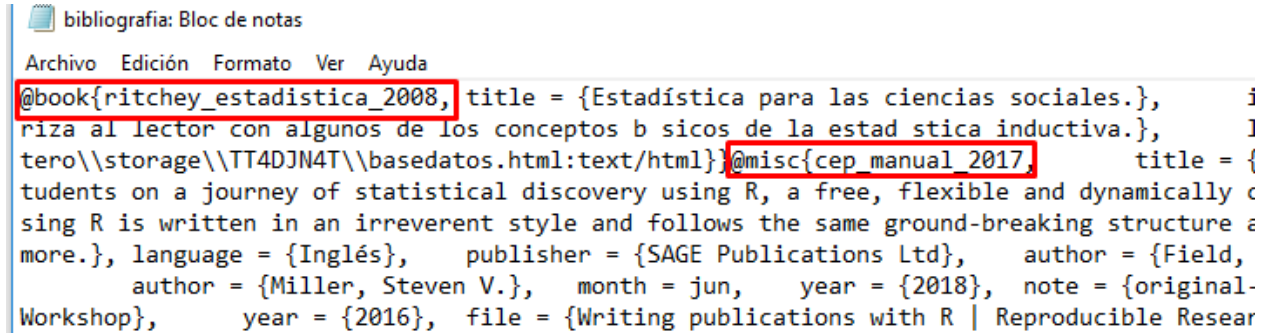 bibliografia: Bloc de notas
Archivo Edición Formato Ver Ayuda
@book{ritchey_estadistica_2008, title = {Estadística para las ciencias sociales.}, i
riza al lector con algunos de los conceptos b sicos de la estad stica inductiva.}, l
tero\\storage\\TT4DJN4T\\basedatos.html:text/html}}@misc{cep_manual_2017, title = {
tudents on a journey of statistical discovery using R, a free, flexible and dynamically
sing R is written in an irreverent style and follows the same ground-breaking structure a
more.}, language = {Inglés}, publisher = {SAGE Publications Ltd}, author = {Field,
author = {Miller, Steven V.}, month = jun, year = {2018}, note = {original-
Workshop}, year = {2016}, file = {Writing publications with R | Reproducible Resear